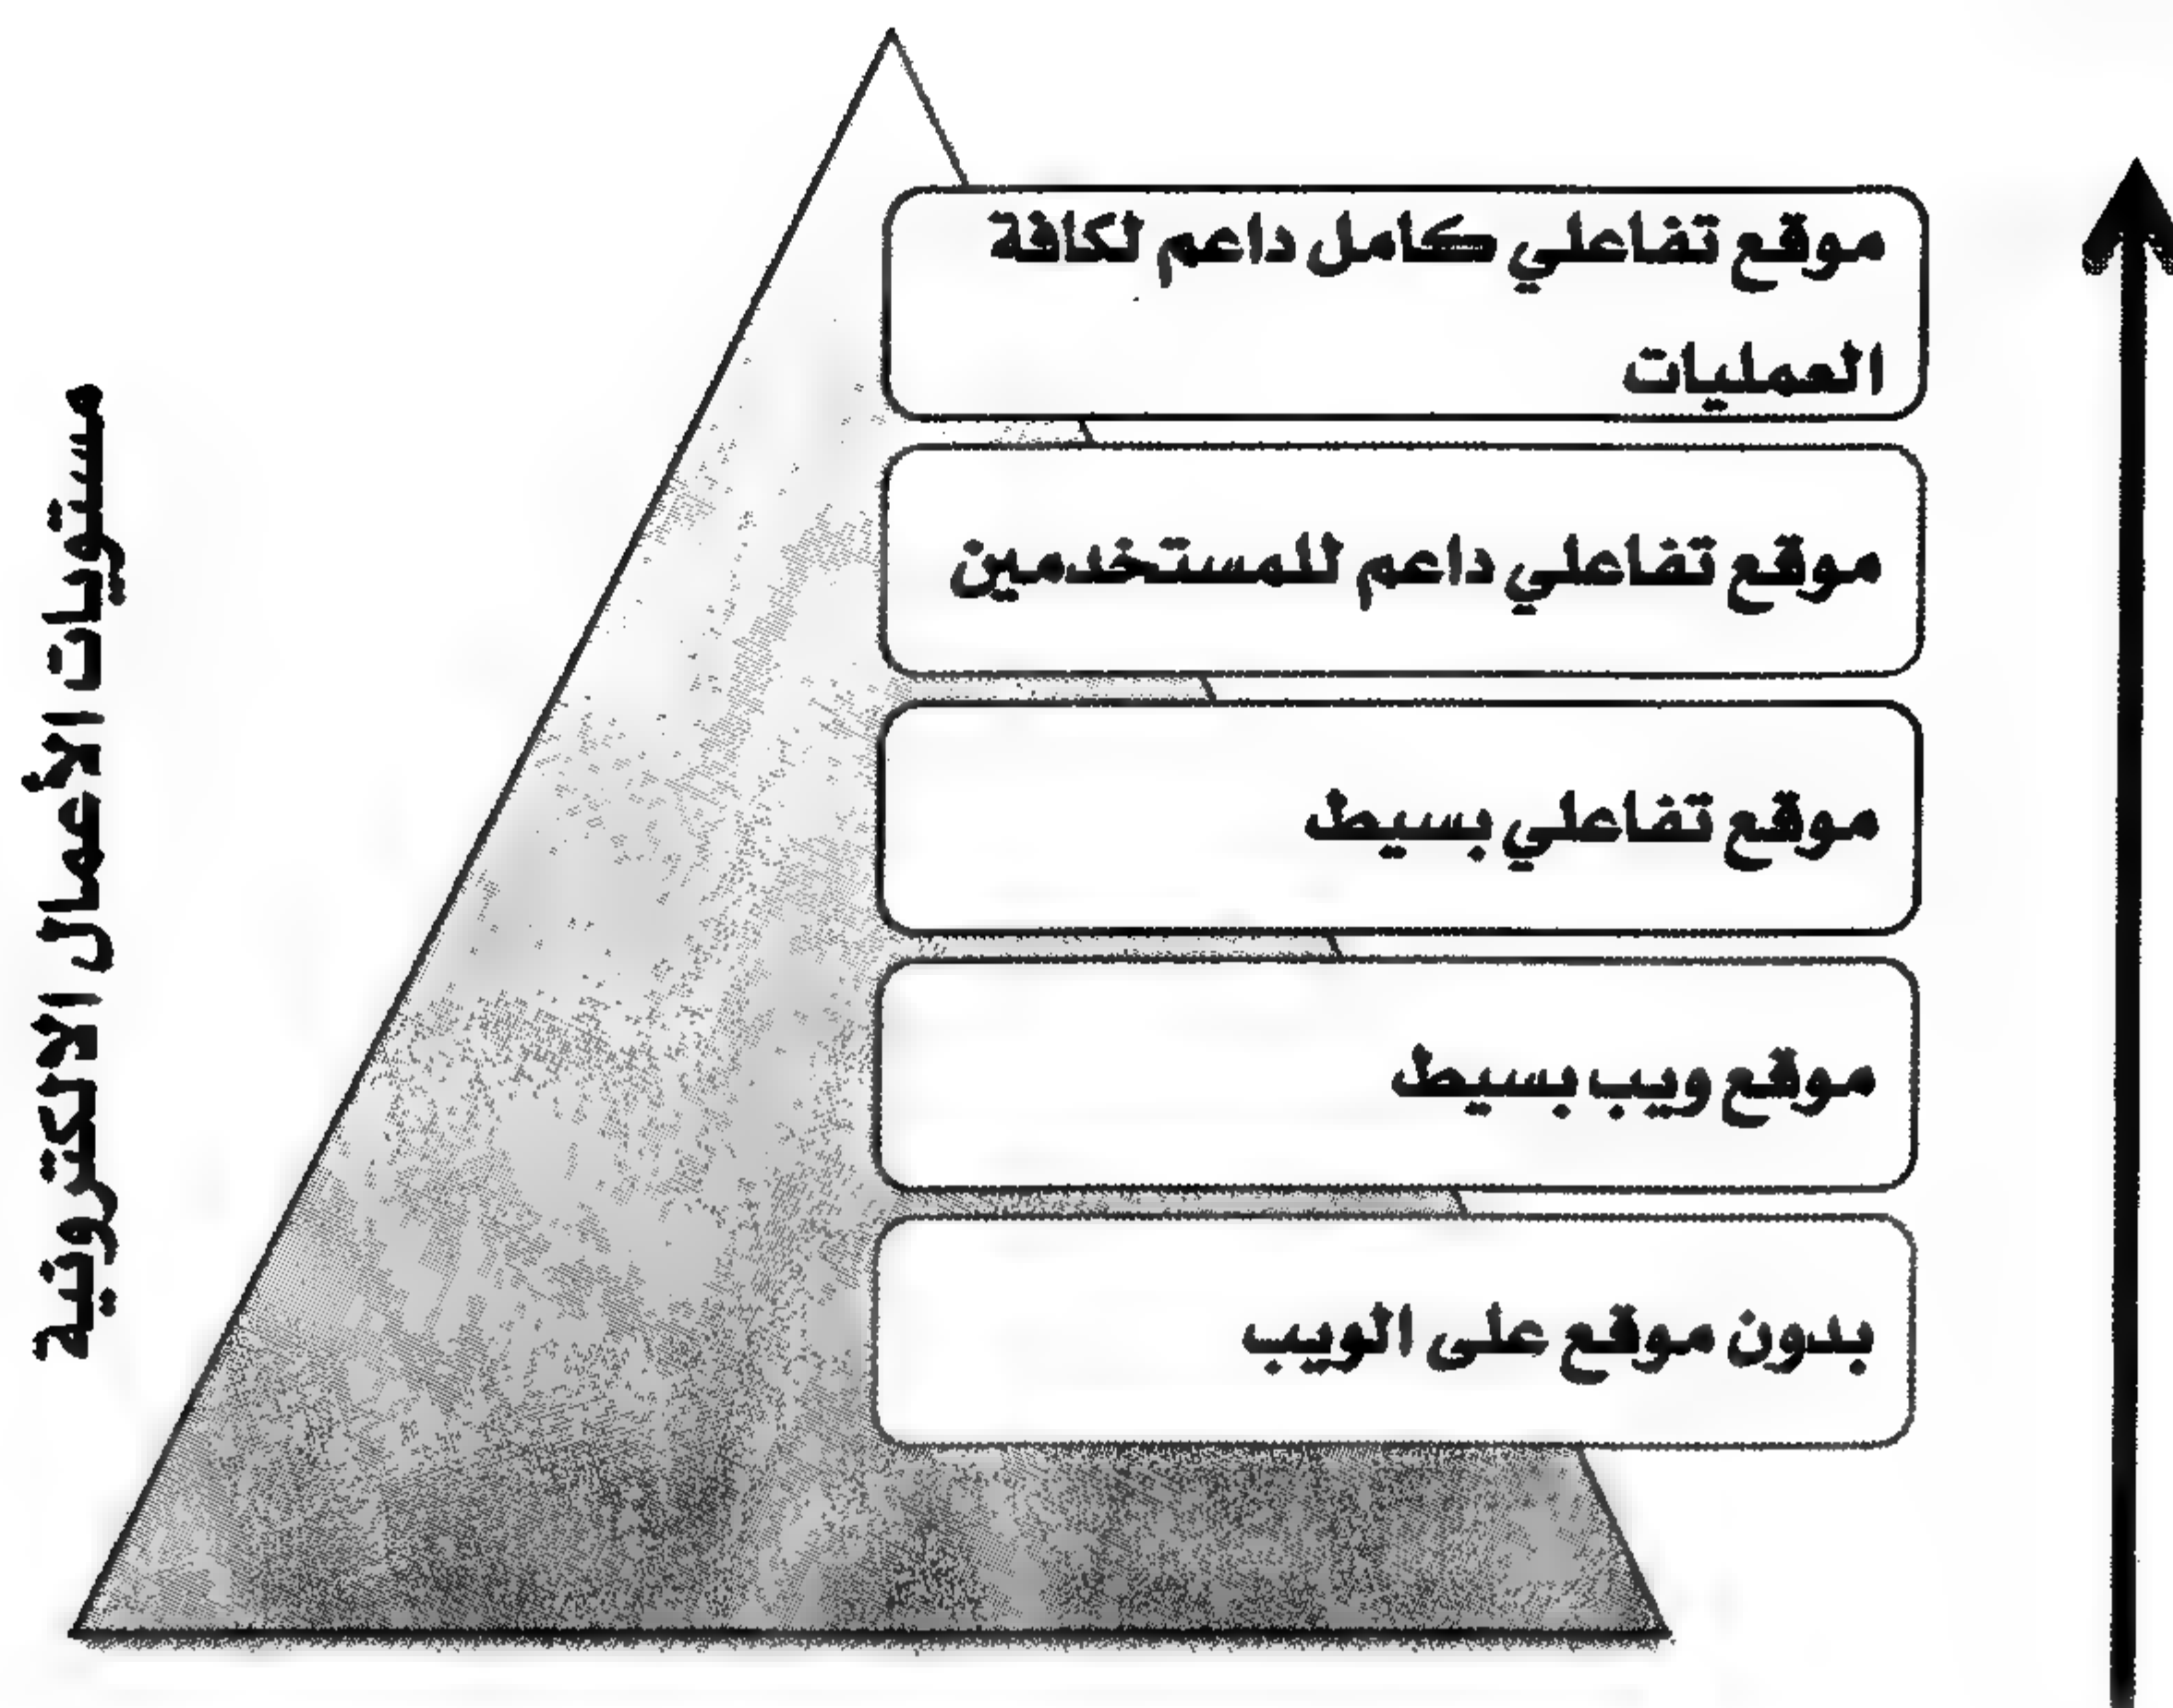 موقع تفاعلي كامل داعم لكافة
العمليات
موقع تفاعلي داعم للمستخدمين
موقع تفاعلي بسيط
موقع ويب بسيط
بدون موقع على الويب
مستويات الأعمال الالكترونية